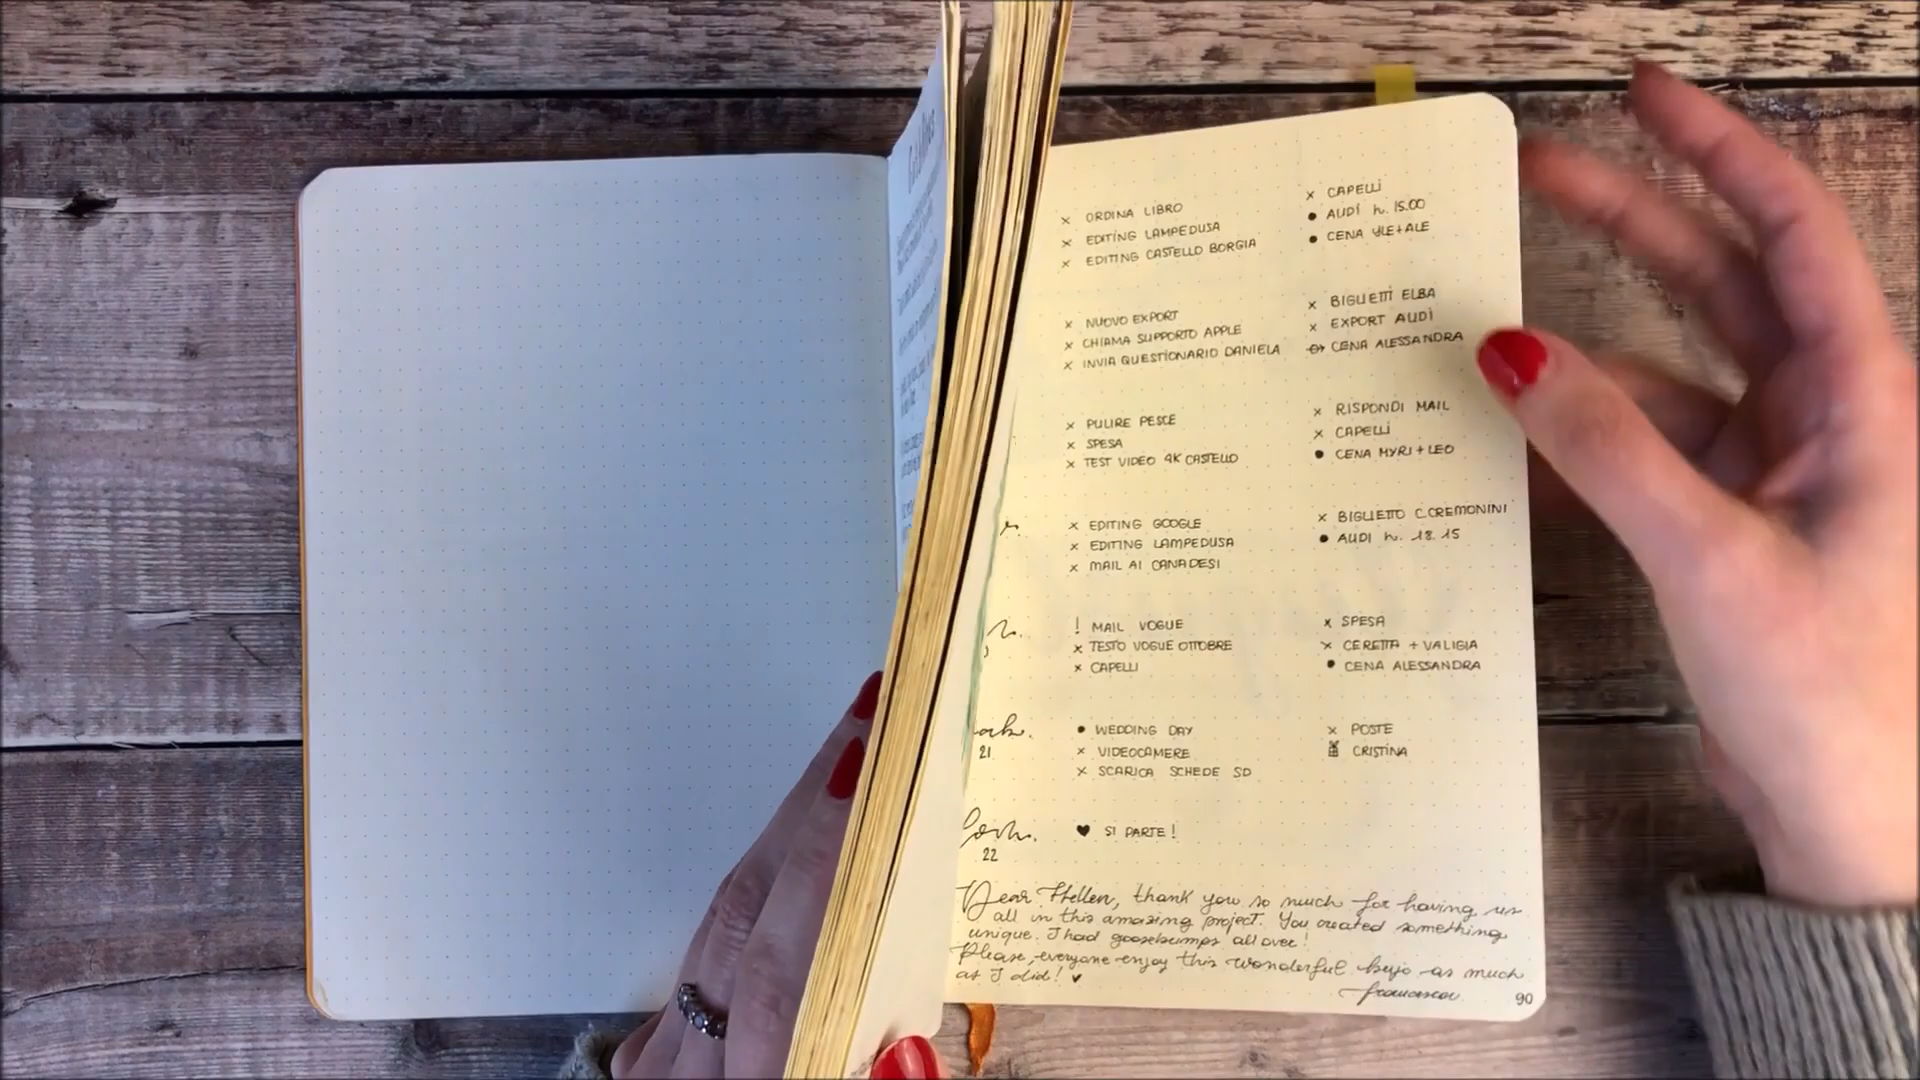 ORDINA LIBRO
EDITING LAMPEDUSA
EDITING CASTELLO BORGIA
CAPELLI
AUDI h. 15.00
CENA YLE+ALE
NUOVO EXPORT
CHIAMA SUPPORTO APPLE
INVIA QUESTIONARIO DANIELA
BIGLIETTI ELBA
EXPORT AUDI
CENA ALESSANDRA
PULIRE PESCE
SPESA
TEST VIDEO 4K CASTELLO
RISPONDI MAIL
CAPELLI
CENA MYRI+LEO
EDITING GOOGLE
EDITING LAMPEDUSA
MAIL AI CANADESI
BIGLIETTO C.CREMONINI
AUDI h. 18.15
! MAIL VOGUE
TESTO VOGUE OTTOBRE
CAPELLI
SPESA
CERETTA + VALIGIA
CENA ALESSANDRA
21
WEDDING DAY
VIDEOCAMERE
SCARICA SCHEDE SD
POSTE
CRISTINA
22
♥ SI PARTE!
Dear Hellen, thank you so much for having us
all in this amazing project. You created something
unique. I had goosebumps all over!
Please, everyone enjoy this wonderful bujo as much
as I did! ♥
90